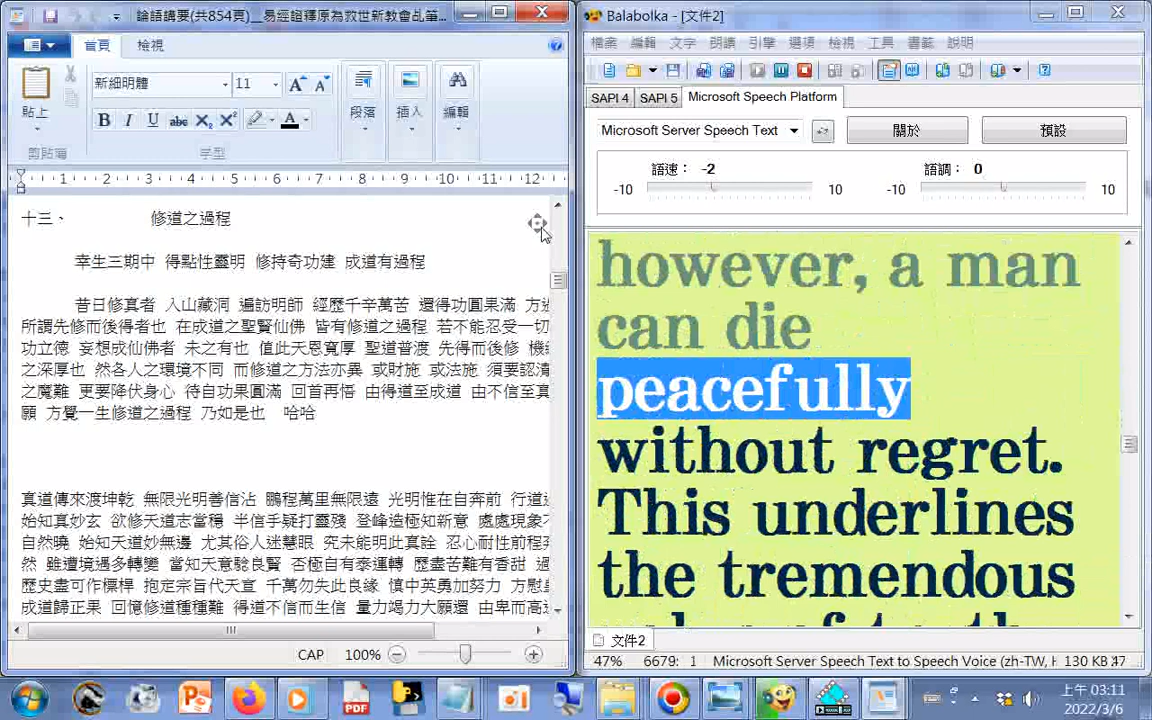 論語講要(共854頁)__易經證釋原為救世新教會乩筆...
首頁 檢視
新細明體 11
貼上
B I U abc X₂ X²
段落 插入 編輯
剪貼簿 字型
1 2 3 4 5 6 7 8 9 10 11 12
十三、 修道之過程
幸生三期中 得點性靈明 修持奇功建 成道有過程
昔日修真者 入山藏洞 遍訪明師 經歷千辛萬苦 還得功圓果滿 方
所謂先修而後得者也 在成道之聖賢仙佛 皆有修道之過程 若不能忍受一切
功立德 妄想成仙佛者 未之有也 值此天恩寬厚 聖道普渡 先得而後修 機
之深厚也 然各人之環境不同 而修道之方法亦異 或財施 或法施 須要認清
之魔難 更要降伏身心 待自功果圓滿 回首再悟 由得道至成道 由不信至真
願 方覺一生修道之過程 乃如是也 哈哈
真道傳來渡坤乾 無限光明善信沾 鵬程萬里無限遠 光明惟在自奔前 行道
始知真妙玄 欲修天道志當穩 半信半疑打靈殘 登峰造極知新意 處處現象
自然曉 始知天道妙無邊 尤其俗人迷慧眼 究未能明此真詮 忍心耐性前程
然 雖遭境遇多轉變 當知天意驗良賢 否極自有泰運轉 歷盡苦難有香甜
歷史盡可作標桿 抱定宗旨代天宣 千萬勿失此良緣 慎中英勇加努力 方慰
成道歸正果 回憶修道種種難 得道不信而生信 量力竭力大願還 由卑而高
CAP 100%
Balabolka - [文件2]
檔案 編輯 文字 朗讀 引擎 選項 檢視 工具 書籤 說明
SAPI 4 SAPI 5 Microsoft Speech Platform
Microsoft Server Speech Text 關於 預設
語速： -2 語調： 0
-10 10 -10 10
however, a man
can die
peacefully
without regret.
This underlines
the tremendous
文件2
47% 6679: 1 Microsoft Server Speech Text to Speech Voice (zh-TW, H 130 KB 47
上午 03:11
2022/3/6